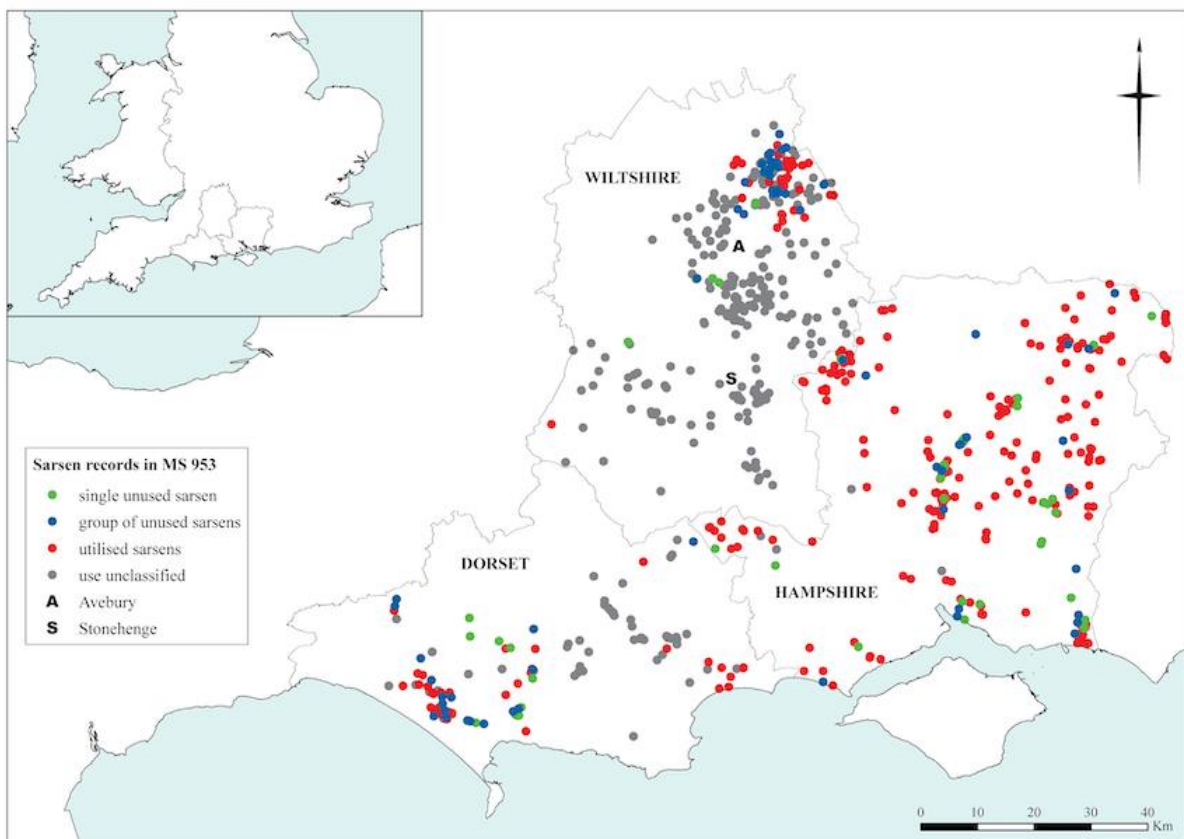 WILTSHIRE
A
S
Sarsen records in MS 953
single unused sarsen
group of unused sarsens
utilised sarsens
use unclassified
A Avebury
S Stonehenge
DORSET
HAMPSHIRE
0 10 20 30 40
Km